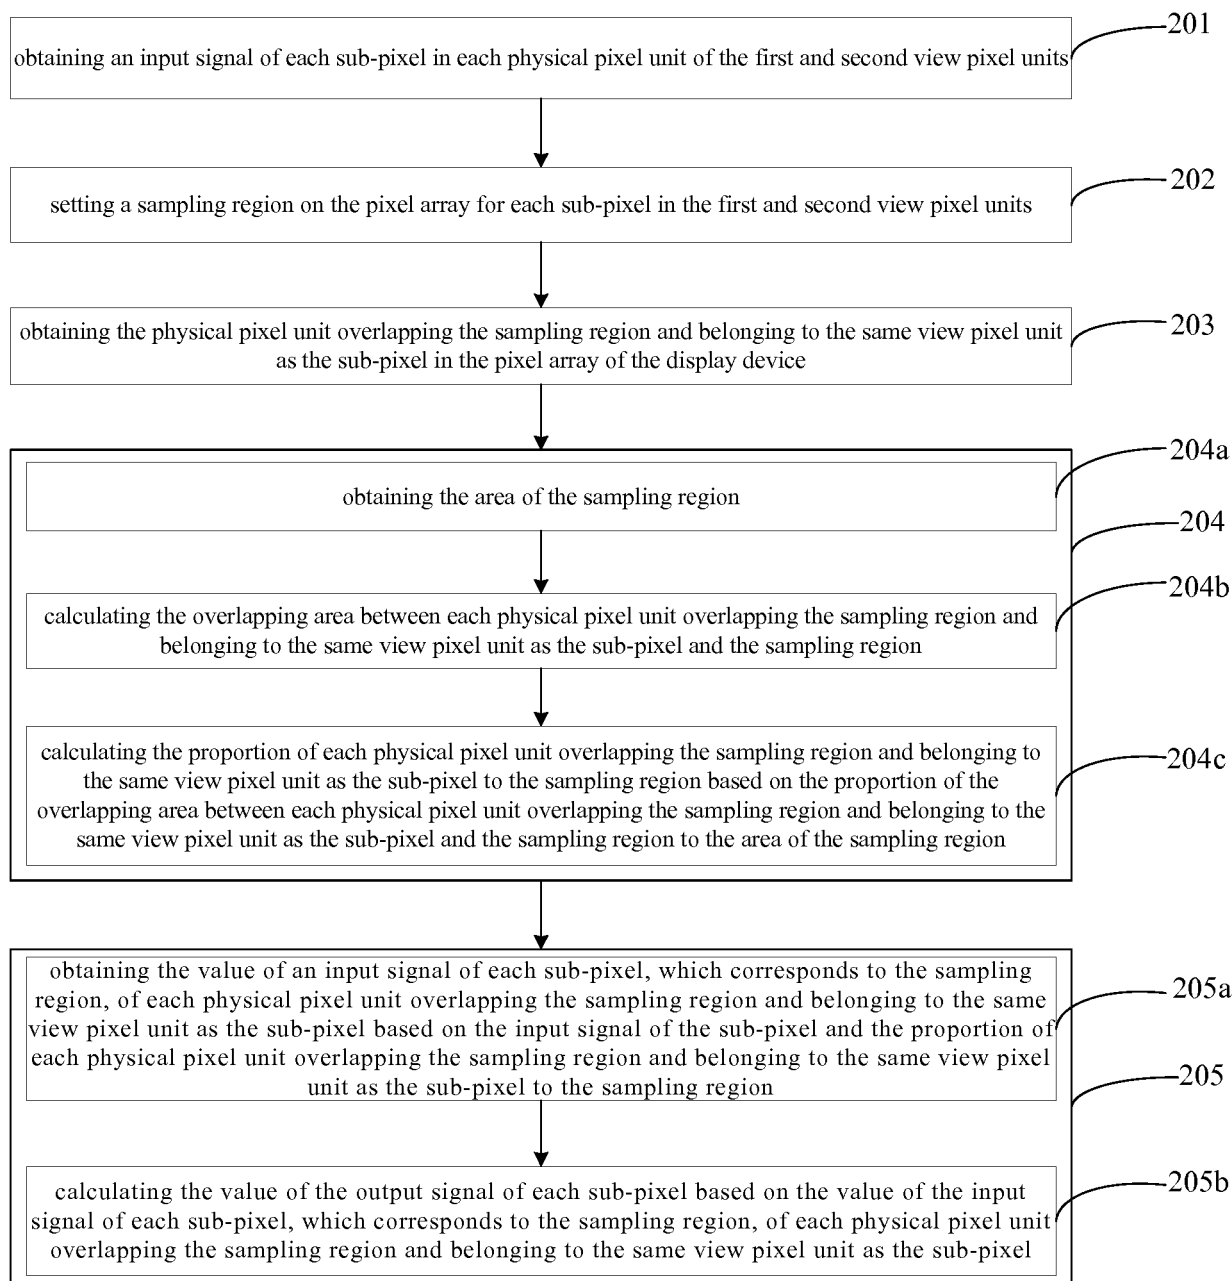 201
obtaining an input signal of each sub-pixel in each physical pixel unit of the first and second view pixel units
202
setting a sampling region on the pixel array for each sub-pixel in the first and second view pixel units
203
obtaining the physical pixel unit overlapping the sampling region and belonging to the same view pixel unit
as the sub-pixel in the pixel array of the display device
204a
obtaining the area of the sampling region
204
204b
calculating the overlapping area between each physical pixel unit overlapping the sampling region and
belonging to the same view pixel unit as the sub-pixel and the sampling region
204c
calculating the proportion of each physical pixel unit overlapping the sampling region and belonging to
the same view pixel unit as the sub-pixel to the sampling region based on the proportion of the
overlapping area between each physical pixel unit overlapping the sampling region and belonging to the
same view pixel unit as the sub-pixel and the sampling region to the area of the sampling region
205a
obtaining the value of an input signal of each sub-pixel, which corresponds to the sampling
region, of each physical pixel unit overlapping the sampling region and belonging to the same
view pixel unit as the sub-pixel based on the input signal of the sub-pixel and the proportion of
each physical pixel unit overlapping the sampling region and belonging to the same view pixel
unit as the sub-pixel to the sampling region
205
205b
calculating the value of the output signal of each sub-pixel based on the value of the input
signal of each sub-pixel, which corresponds to the sampling region, of each physical pixel unit
overlapping the sampling region and belonging to the same view pixel unit as the sub-pixel